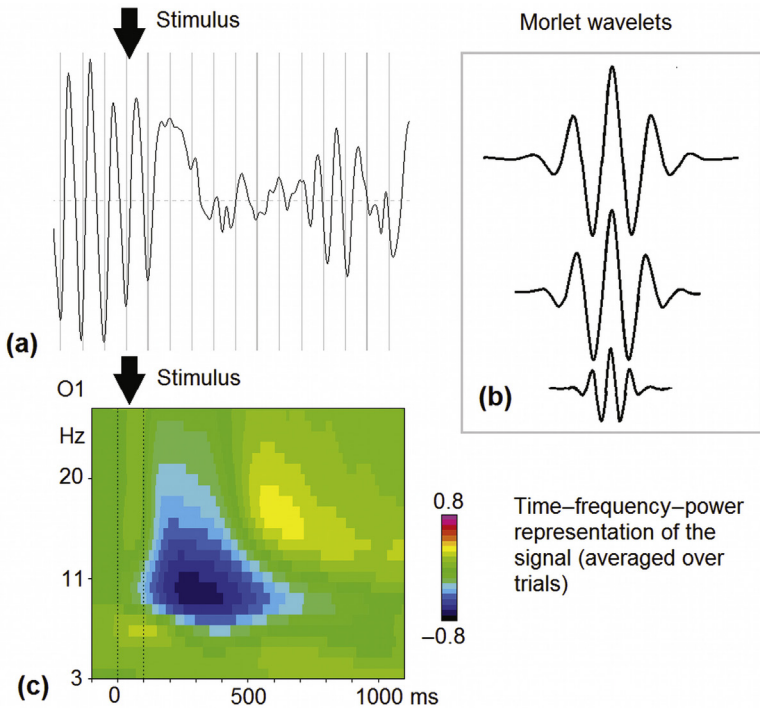 Stimulus
Morlet wavelets
(a)
(b)
Stimulus
O1
Hz
20
11
3
(c)
0 500 1000 ms
0.8
–0.8
Time–frequency–power
representation of the
signal (averaged over
trials)